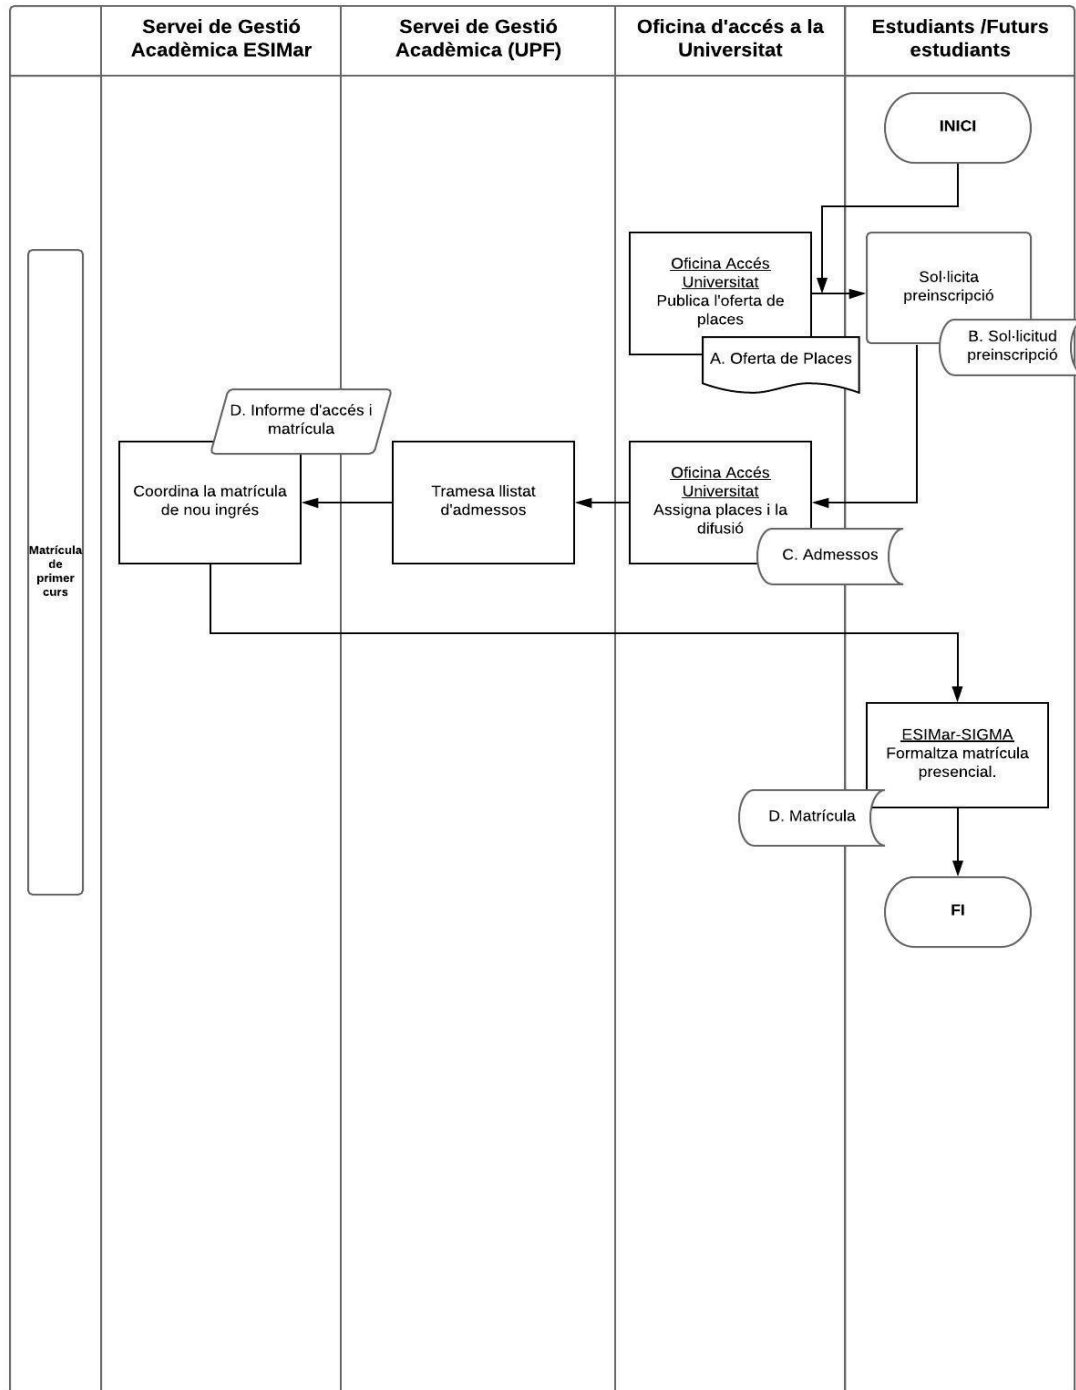 Servei de Gestió
Acadèmica ESIMar
Servei de Gestió
Acadèmica (UPF)
Oficina d'accés a la
Universitat
Estudiants /Futurs
estudiants
INICI
Oficina Accés
Universitat
Publica l'oferta de
places
A. Oferta de Places
Sol·licita
preinscripció
B. Sol·licitud
preinscripció
D. Informe d'accés i
matrícula
Coordina la matrícula
de nou ingrés
Tramesa llistat
d'admessos
Oficina Accés
Universitat
Assigna places i la
difusió
C. Admessos
Matrícula
de
primer
curs
ESIMar-SIGMA
Formaltza matrícula
presencial.
D. Matrícula
FI